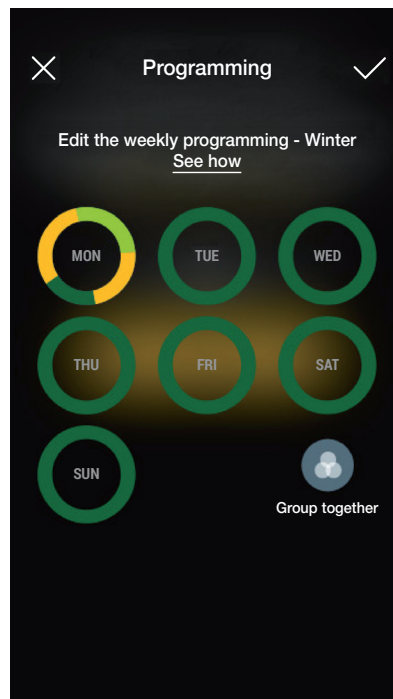 Programming
Edit the weekly programming - Winter
See how
MON
TUE
WED
THU
FRI
SAT
SUN
Group together